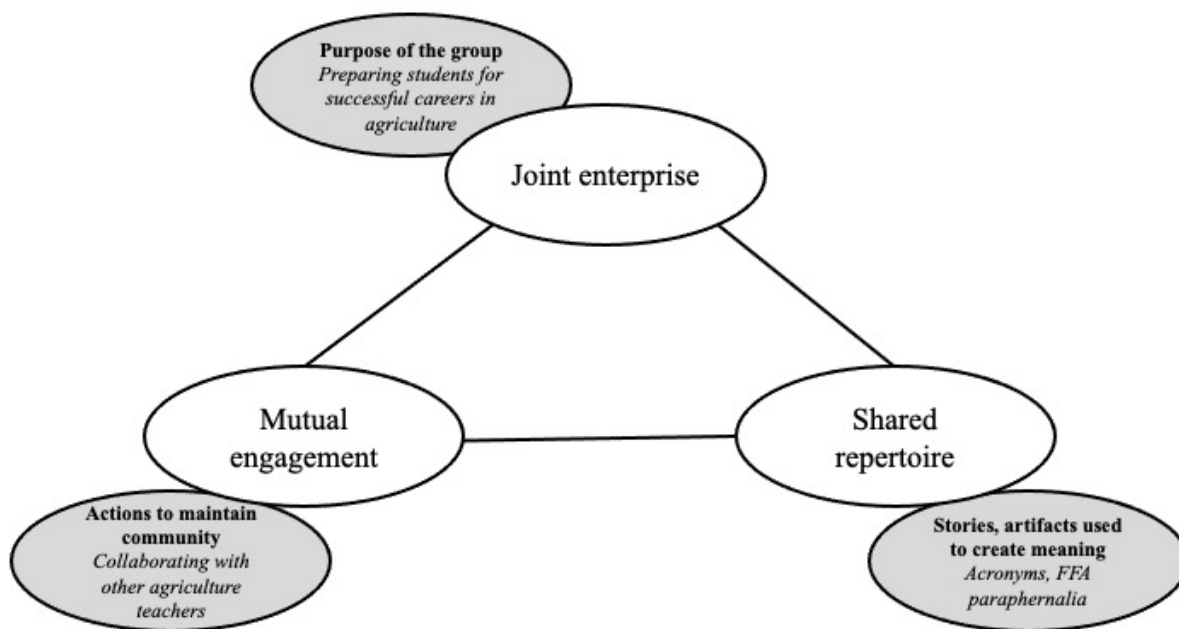 Purpose of the group
Preparing students for
successful careers in
agriculture
Joint enterprise
Mutual
engagement
Shared
repertoire
Actions to maintain
community
Collaborating with
other agriculture
teachers
Stories, artifacts used
to create meaning
Acronyms, FFA
paraphernalia